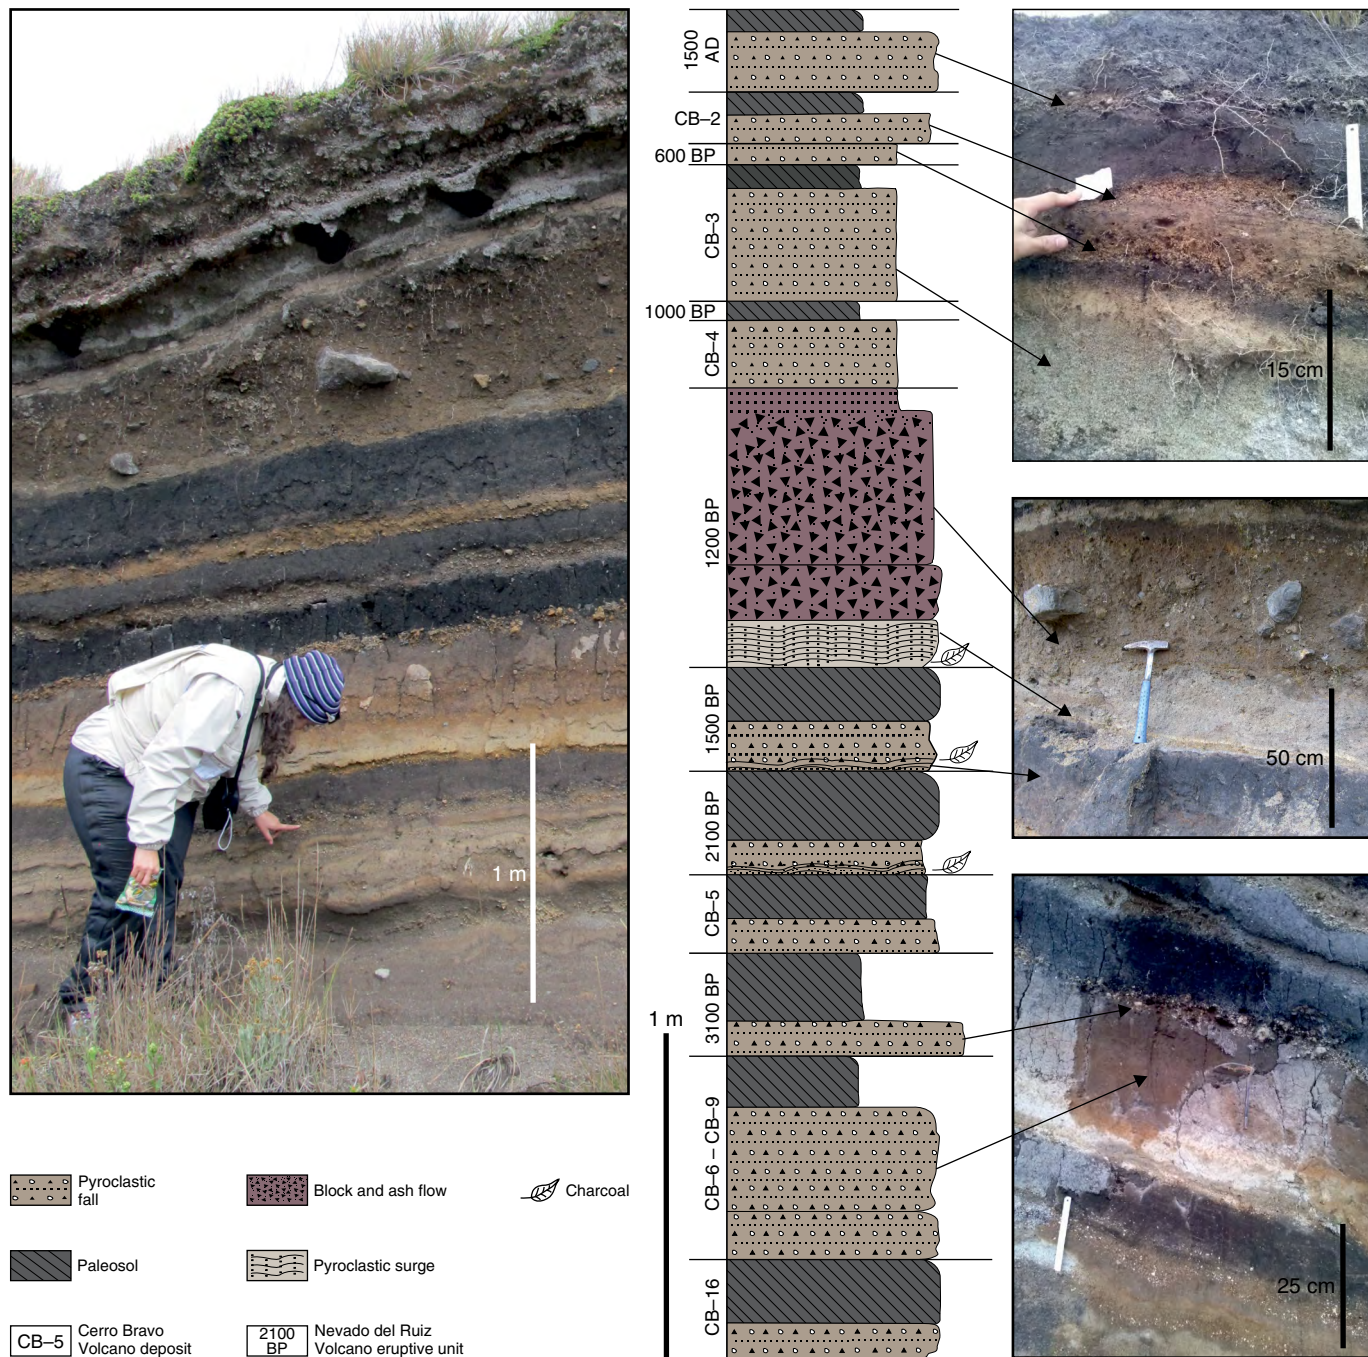 1 m
1500
AD
CB–2
600 BP
CB–3
1000 BP
CB–4
1200 BP
1500 BP
2100 BP
CB–5
3100 BP
CB–6 – CB–9
CB–16
1 m
15 cm
50 cm
25 cm
Pyroclastic
fall
Block and ash flow
Charcoal
Paleosol
Pyroclastic surge
CB–5
Cerro Bravo
Volcano deposit
2100
BP
Nevado del Ruiz
Volcano eruptive unit